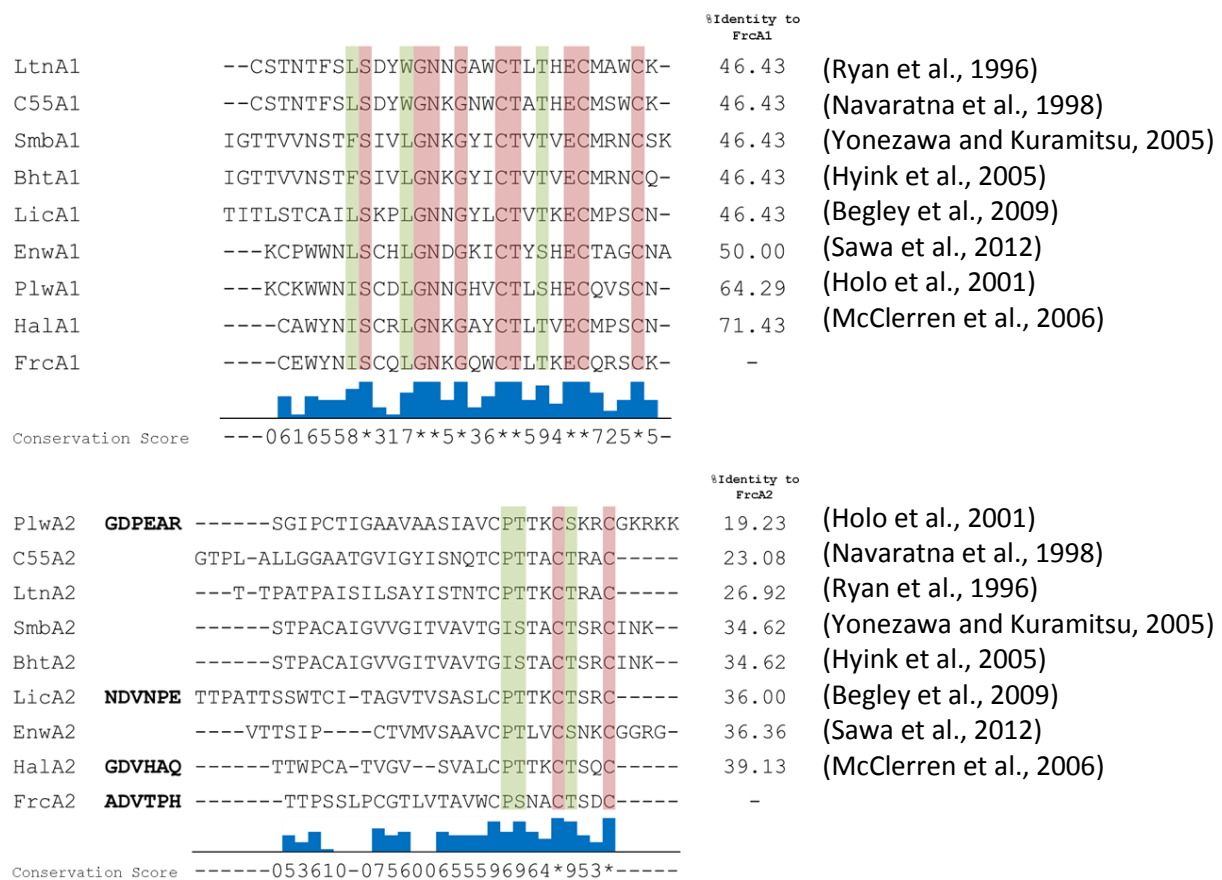 %Identity to
FrcA1
LtnA1 --CSTNTFSLSDYWGNNGAWCTLTHECMAWCK- 46.43 (Ryan et al., 1996)
C55A1 --CSTNTFSLSDYWGNKGNWCTATHECMSWCK- 46.43 (Navaratna et al., 1998)
SmbA1 IGTTVVNSTFSIVLGNKGYICTVTVECMRNCSK 46.43 (Yonezawa and Kuramitsu, 2005)
BhtA1 IGTTVVNSTFSIVLGNKGYICTVTVECMRNCQ- 46.43 (Hyink et al., 2005)
LicA1 TITLSTCAILSKPLGNNGYLCTVTKECMPSCN- 46.43 (Begley et al., 2009)
EnwA1 ---KCPWWNLSCHLGNDGKICTYSHECTAGCNA 50.00 (Sawa et al., 2012)
PlwA1 ---KCKWWNISCDLGNNGHVCTLSHECQVSCN- 64.29 (Holo et al., 2001)
HalA1 ----CAWYNISCRLGNKGAYCTLTVECMPSCN- 71.43 (McClerren et al., 2006)
FrcA1 ----CEWYNISCQLGNKGQWCTLTKECQRSCK- -
Conservation Score ---0616558*317**5*36**594**725*5-
%Identity to
FrcA2
PlwA2 GDPEAR ------SGIPCTIGAAVAASIAVCPTTKCSKRCGKRKK 19.23 (Holo et al., 2001)
C55A2 GTPL-ALLGGAATGVIGYISNQTCPTTACTRAC----- 23.08 (Navaratna et al., 1998)
LtnA2 ---T-TPATPAISILSAYISTNTCPTTKCTRAC----- 26.92 (Ryan et al., 1996)
SmbA2 ------STPACAIGVVGITVAVTGISTACTSRCINK-- 34.62 (Yonezawa and Kuramitsu, 2005)
BhtA2 ------STPACAIGVVGITVAVTGISTACTSRCINK-- 34.62 (Hyink et al., 2005)
LicA2 NDVNPE TTPATTSSWTCI-TAGVTVSASLCPTTKCTSRC----- 36.00 (Begley et al., 2009)
EnwA2 ----VTTSIP----CTVMVSAAVCPTLVCSNKCGGRG- 36.36 (Sawa et al., 2012)
HalA2 GDVHAQ ------TTWPCA-TVGV--SVALCPTTKCTSQC----- 39.13 (McClerren et al., 2006)
FrcA2 ADVTPH -------TTPSSLPCGTLVTAVWCPSNACTSDC----- -
Conservation Score ------053610-075600655596964*953*-----